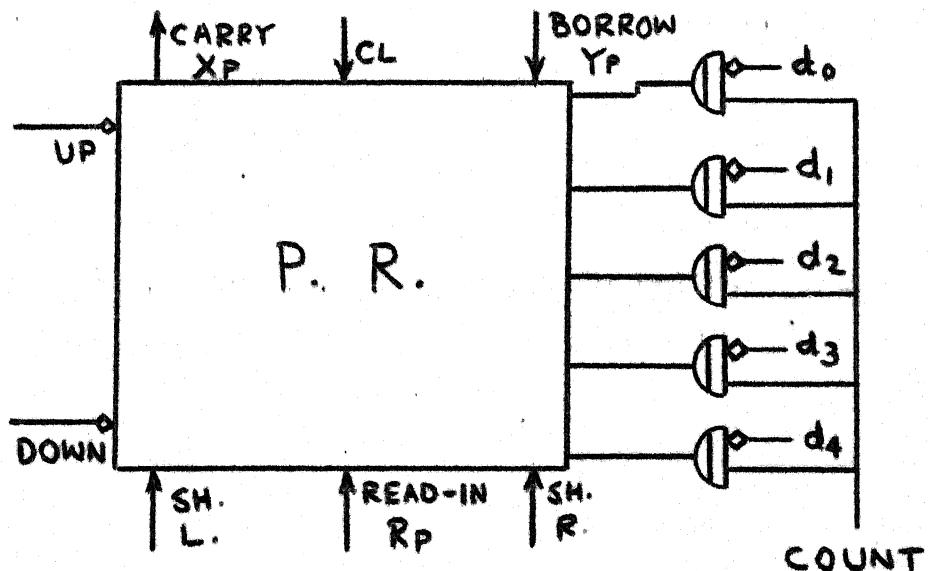 CARRY
XP
CL
BORROW
YP
d0
UP
d1
P. R.
d2
d3
DOWN
d4
SH.
L.
READ-IN
RP
SH.
R.
COUNT